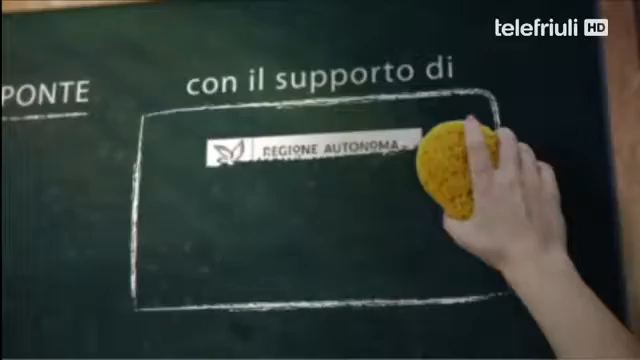 telefriuli HD
PONTE
con il supporto di
REGIONE AUTONOMA